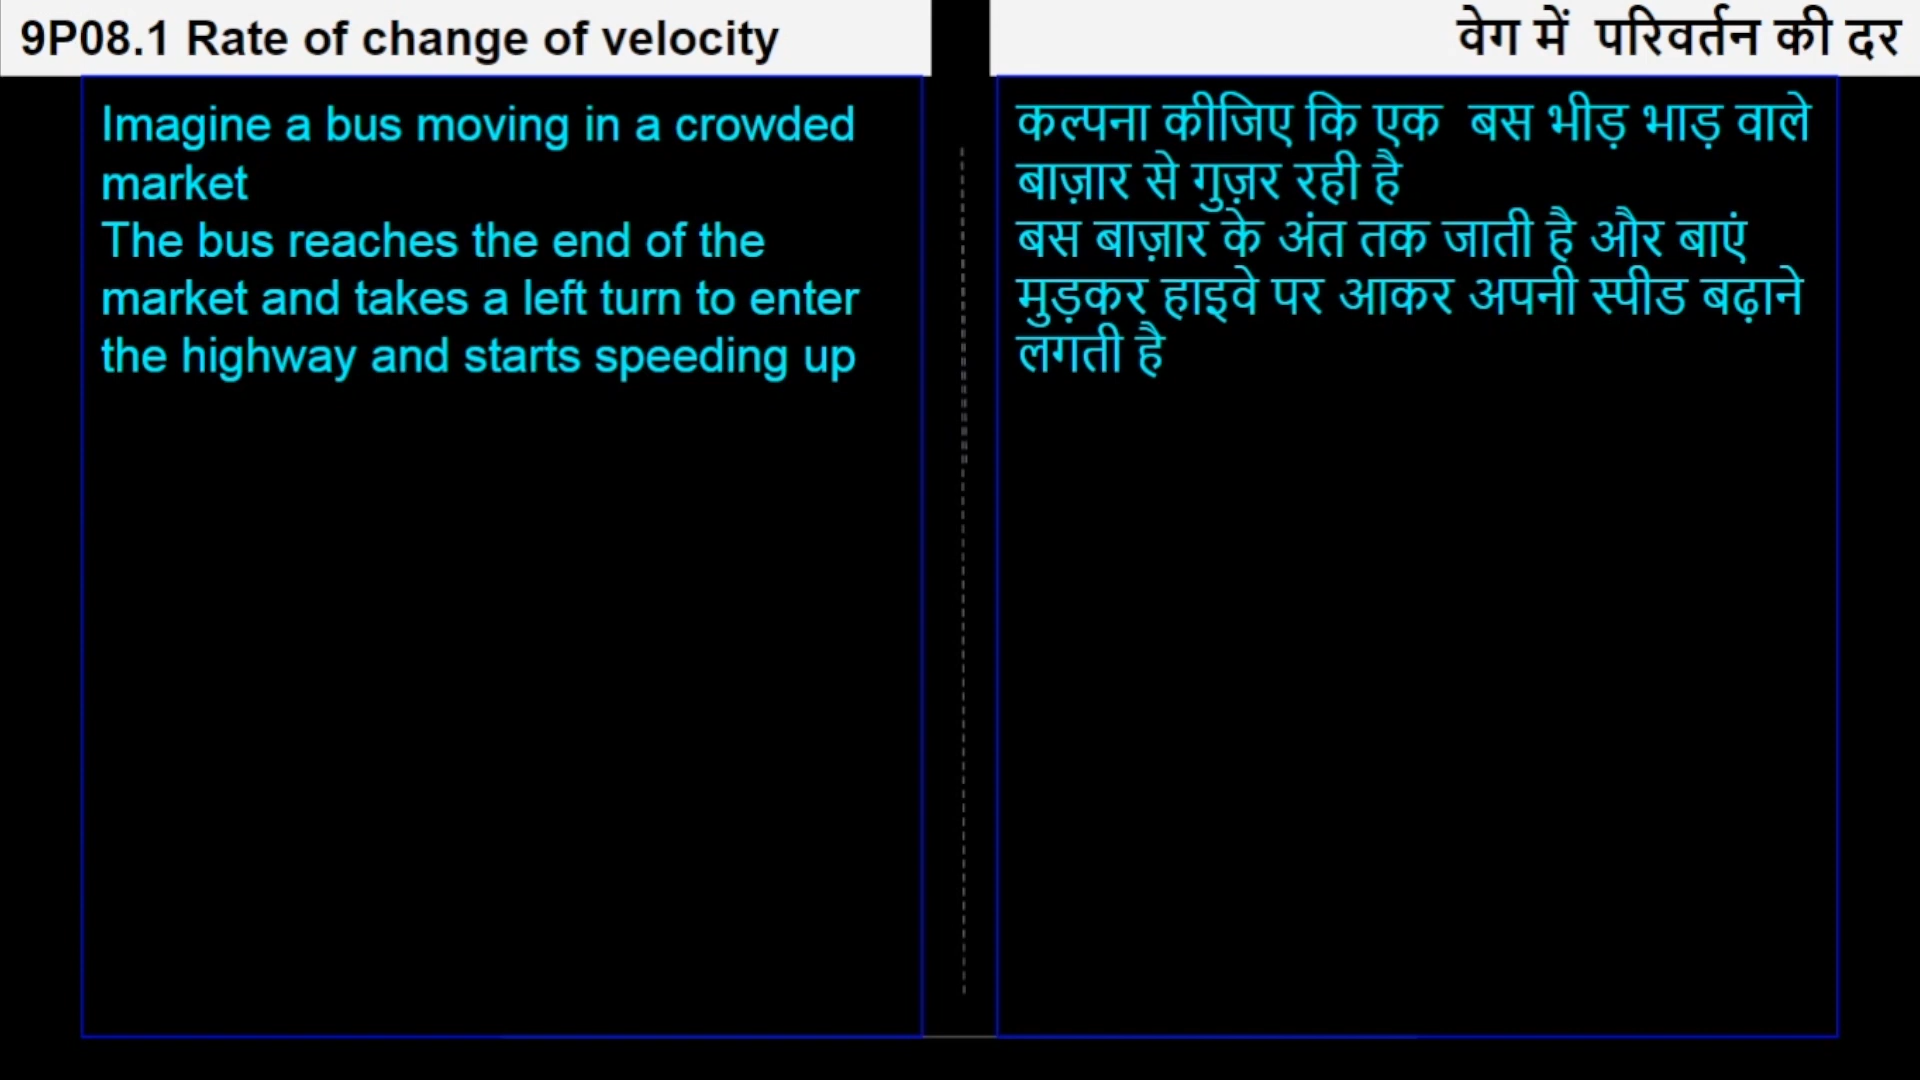 9P08.1 Rate of change of velocity
वेग में परिवर्तन की दर
Imagine a bus moving in a crowded
market
The bus reaches the end of the
market and takes a left turn to enter
the highway and starts speeding up
कल्पना कीजिए कि एक बस भीड़ भाड़ वाले
बाज़ार से गुज़र रही है
बस बाज़ार के अंत तक जाती है और बाएं
मुड़कर हाइवे पर आकर अपनी स्पीड बढ़ाने
लगती है